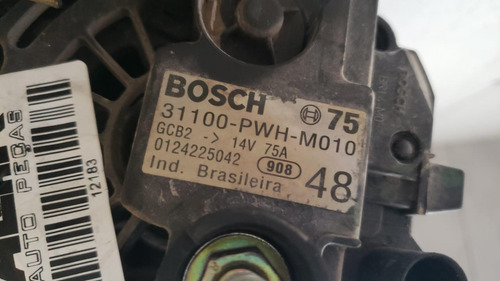 BOSCH 75
31100-PWH-M010
GCB2 -> 14V 75A
0124225042 908
Ind. Brasileira 48
AUTO PEÇAS
12183